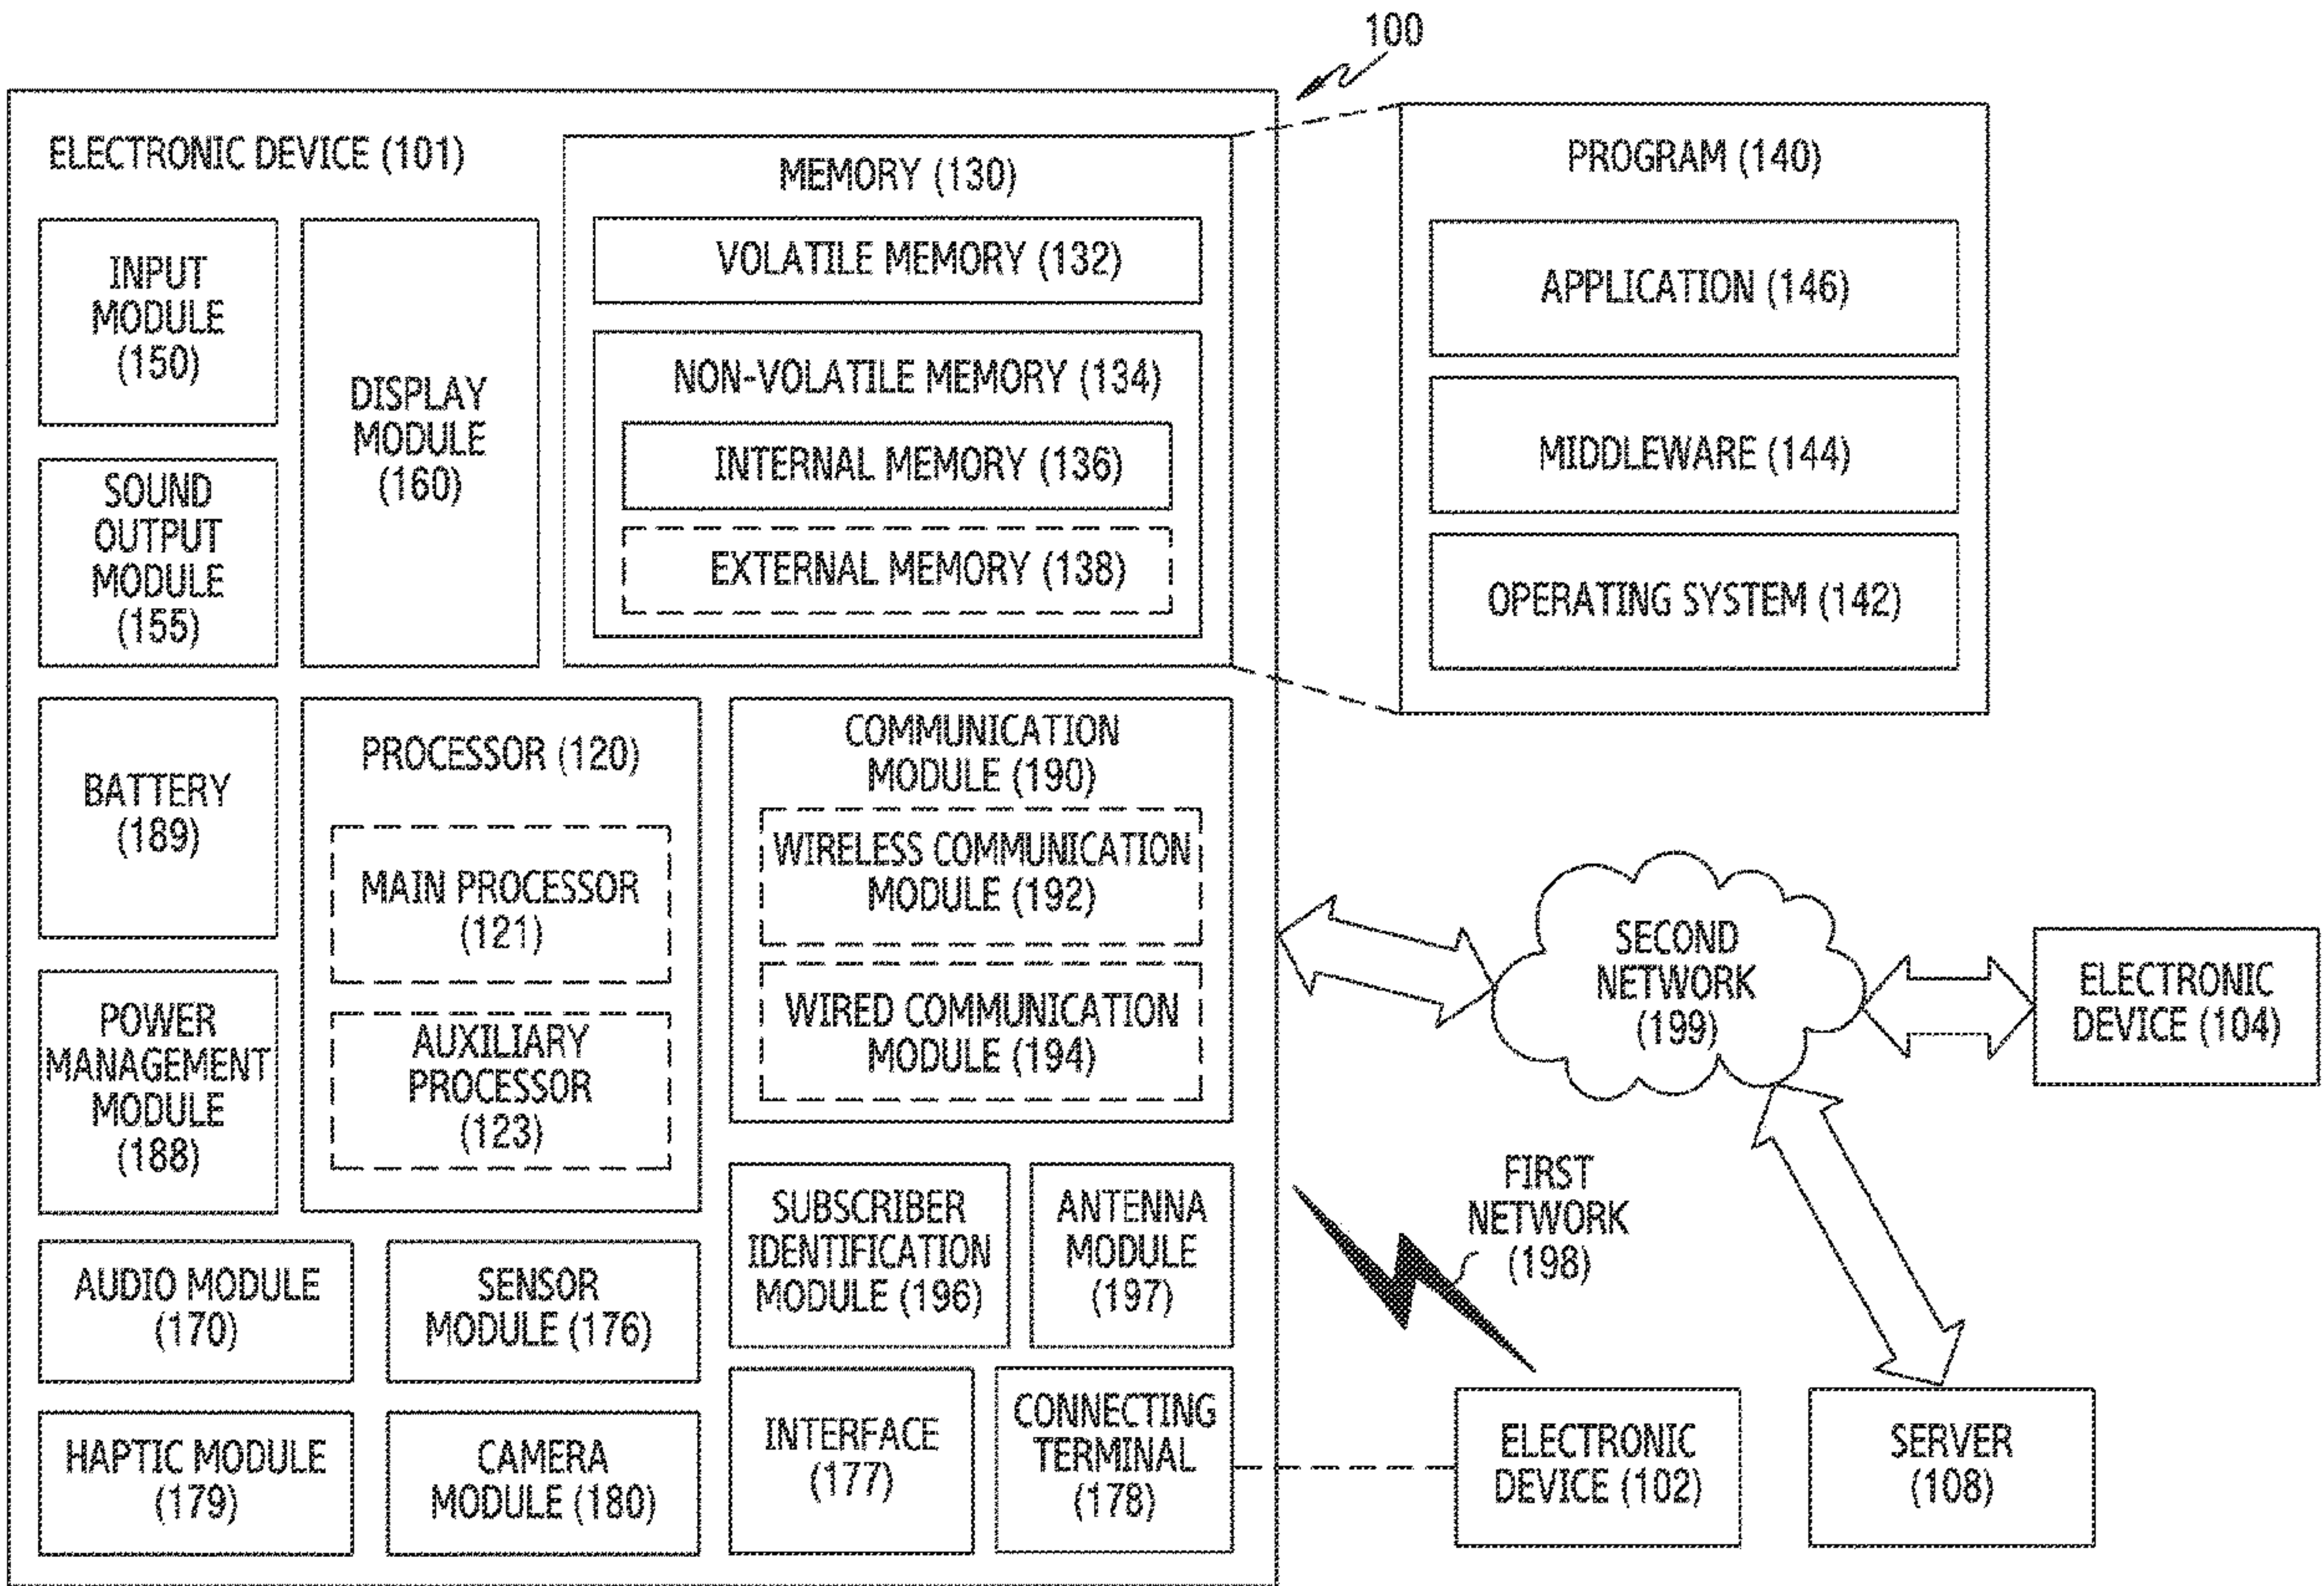 100
ELECTRONIC DEVICE (101)
INPUT
MODULE
(150)
SOUND
OUTPUT
MODULE
(155)
DISPLAY
MODULE
(160)
MEMORY (130)
VOLATILE MEMORY (132)
NON-VOLATILE MEMORY (134)
INTERNAL MEMORY (136)
EXTERNAL MEMORY (138)
PROGRAM (140)
APPLICATION (146)
MIDDLEWARE (144)
OPERATING SYSTEM (142)
BATTERY
(189)
POWER
MANAGEMENT
MODULE
(188)
PROCESSOR (120)
MAIN PROCESSOR
(121)
AUXILIARY
PROCESSOR
(123)
COMMUNICATION
MODULE (190)
WIRELESS COMMUNICATION
MODULE (192)
WIRED COMMUNICATION
MODULE (194)
SECOND
NETWORK
(199)
ELECTRONIC
DEVICE (104)
AUDIO MODULE
(170)
SENSOR
MODULE (176)
SUBSCRIBER
IDENTIFICATION
MODULE (196)
ANTENNA
MODULE
(197)
FIRST
NETWORK
(198)
HAPTIC MODULE
(179)
CAMERA
MODULE (180)
INTERFACE
(177)
CONNECTING
TERMINAL
(178)
ELECTRONIC
DEVICE (102)
SERVER
(108)